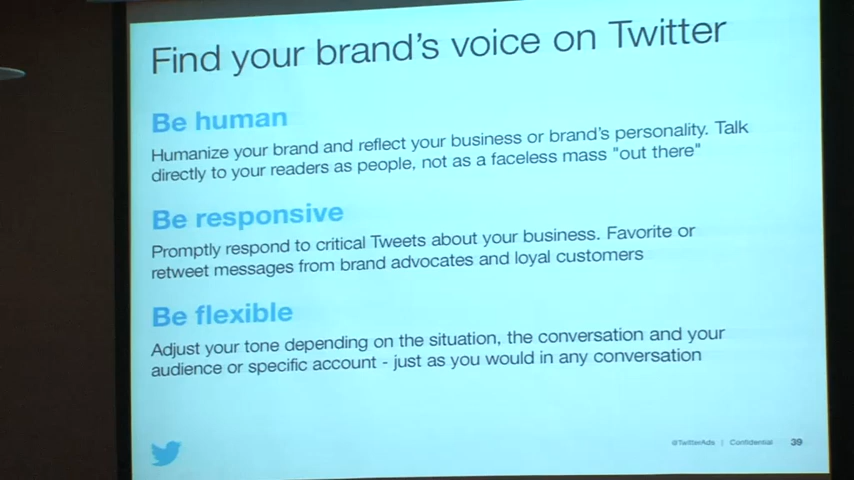 Find your brand's voice on Twitter
Be human
Humanize your brand and reflect your business or brand's personality. Talk
directly to your readers as people, not as a faceless mass "out there"
Be responsive
Promptly respond to critical Tweets about your business. Favorite or
retweet messages from brand advocates and loyal customers
Be flexible
Adjust your tone depending on the situation, the conversation and your
audience or specific account - just as you would in any conversation
@TwitterAds | Confidential 39